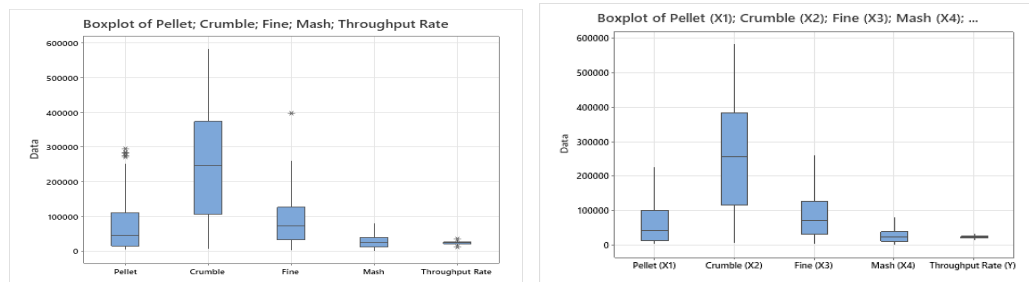 Boxplot of Pellet; Crumble; Fine; Mash; Throughput Rate
600000
500000
400000
300000
200000
100000
0
Data
Pellet Crumble Fine Mash Throughput Rate
Boxplot of Pellet (X1); Crumble (X2); Fine (X3); Mash (X4); ...
600000
500000
400000
300000
200000
100000
0
Data
Pellet (X1) Crumble (X2) Fine (X3) Mash (X4) Throughput Rate (Y)